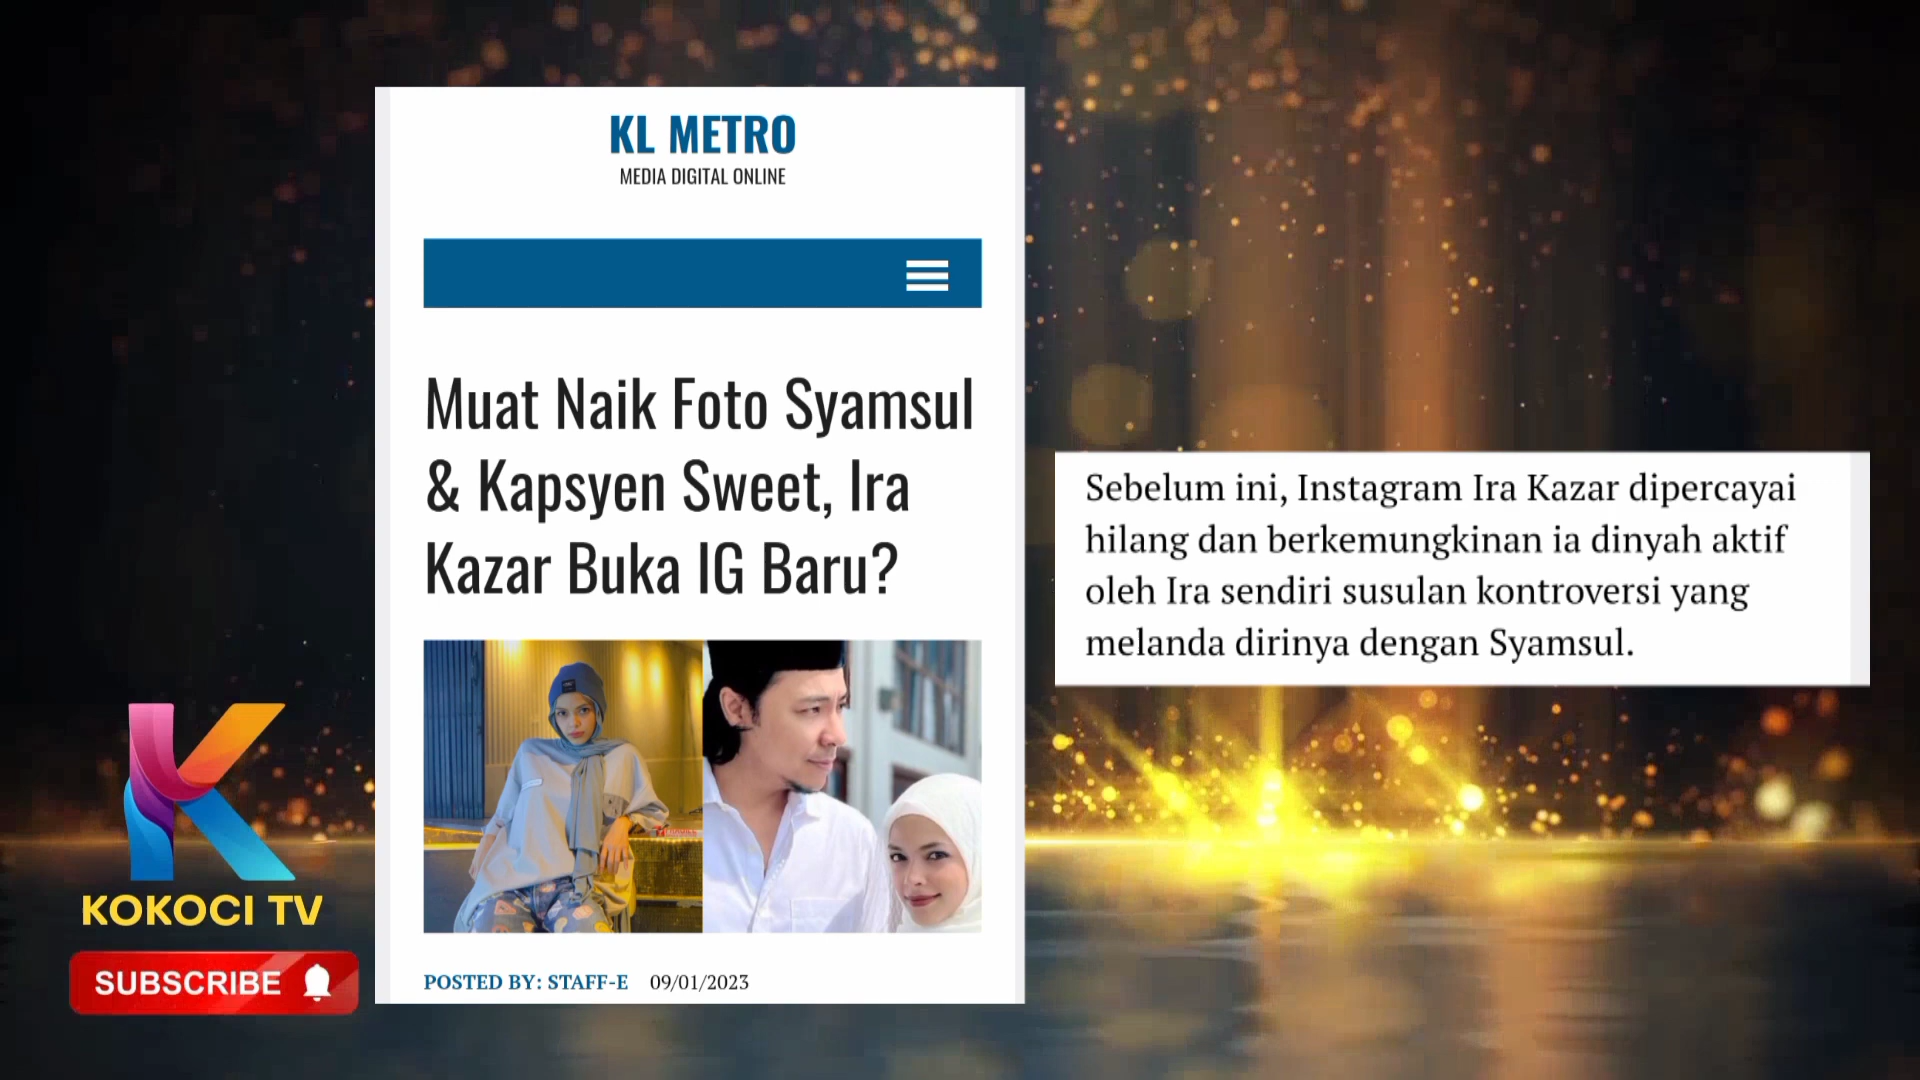 KL METRO
MEDIA DIGITAL ONLINE
Muat Naik Foto Syamsul
& Kapsyen Sweet, Ira
Kazar Buka IG Baru?
POSTED BY: STAFF-E 09/01/2023
Sebelum ini, Instagram Ira Kazar dipercayai
hilang dan berkemungkinan ia dinyah aktif
oleh Ira sendiri susulan kontroversi yang
melanda dirinya dengan Syamsul.
KOKOCI TV
SUBSCRIBE